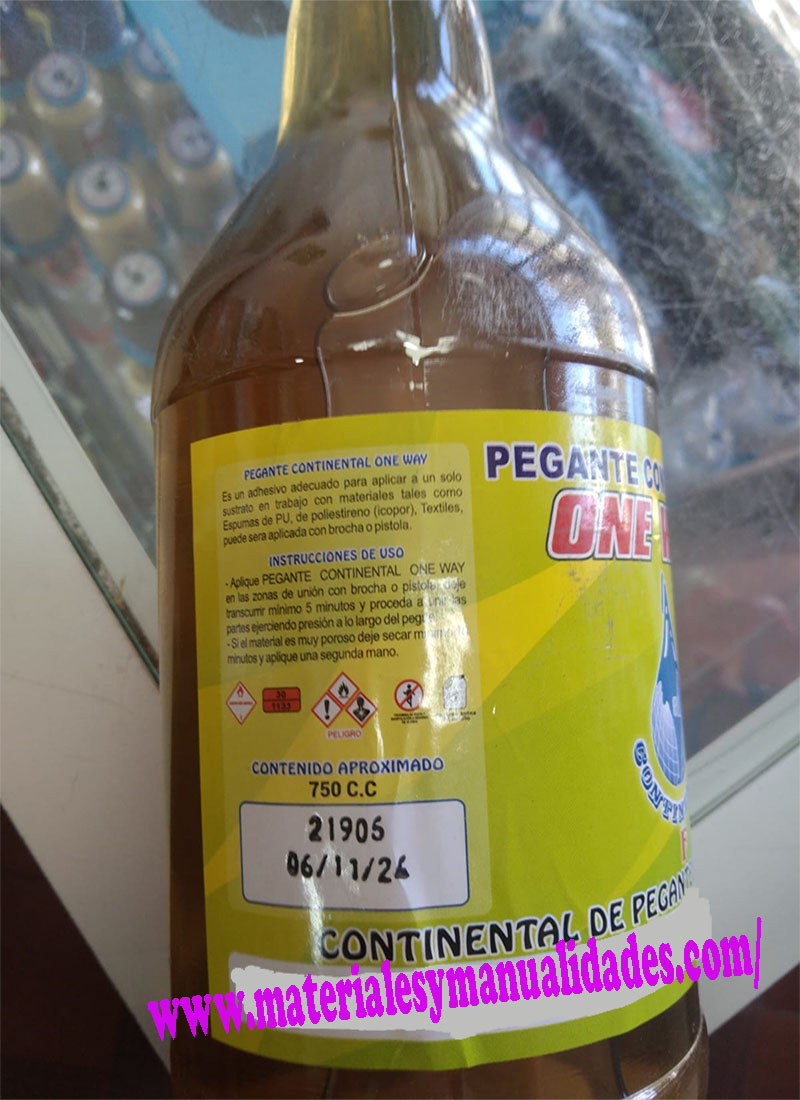 PEGANTE CONTINENTAL ONE WAY
Es un adhesivo adecuado para aplicar a un solo
sustrato en trabajo con materiales tales como
Espumas de PU, de poliestireno (icopor), Textiles,
puede sera aplicada con brocha o pistola.
INSTRUCCIONES DE USO
- Aplique PEGANTE CONTINENTAL ONE WAY
en las zonas de unión con brocha o pistola, deje
transcurrir mínimo 5 minutos y proceda a unir las
partes ejerciendo presión a lo largo del pegue.
- Si el material es muy poroso deje secar mínimo
minutos y aplique una segunda mano.
30
1133
PELIGRO
CONTENIDO APROXIMADO
750 C.C
21905
06/11/24
PEGANTE CON
ONE
CONTIN
F
CONTINENTAL DE PEGANT
www.materialesymanualidades.com/